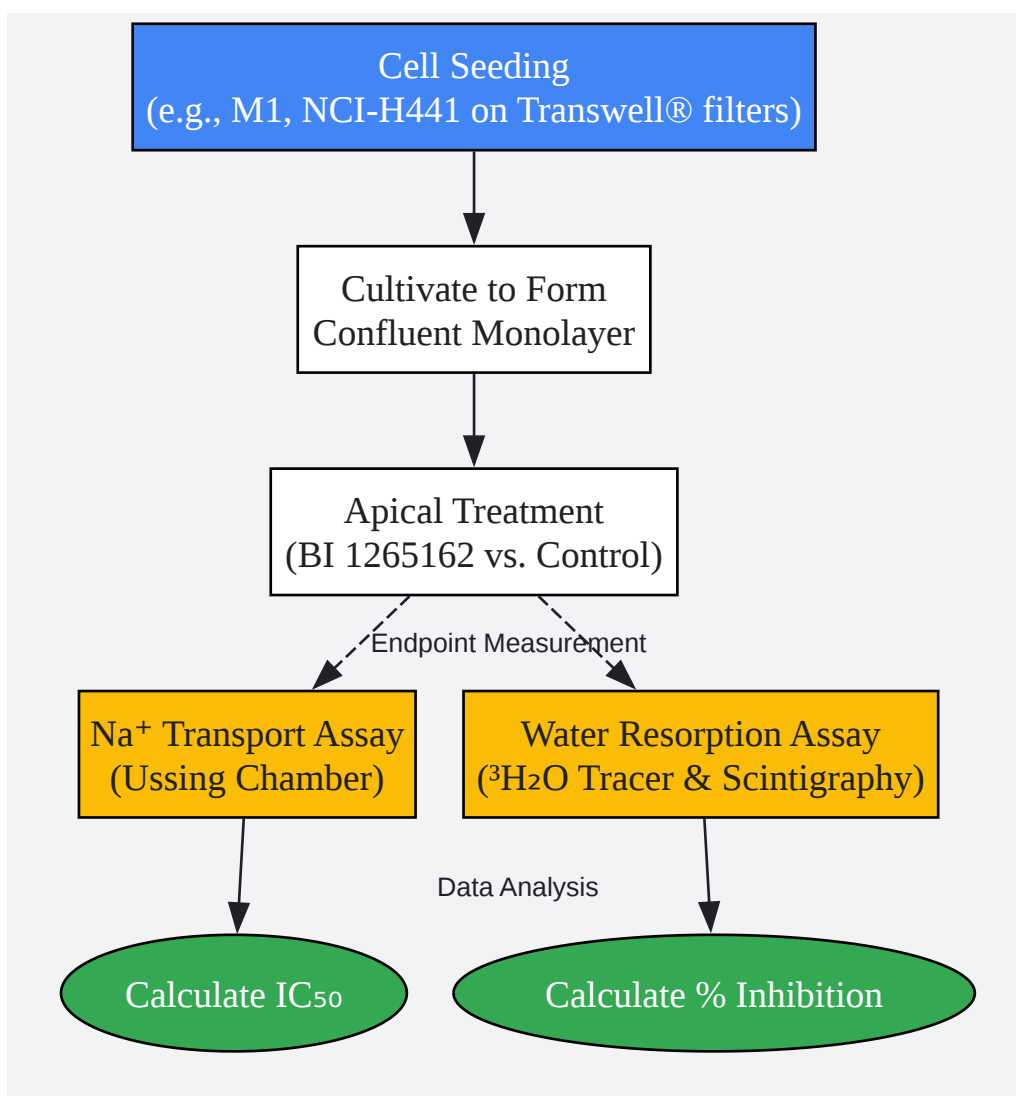 Cell Seeding
(e.g., M1, NCI-H441 on Transwell® filters)
Cultivate to Form
Confluent Monolayer
Apical Treatment
(BI 1265162 vs. Control)
Endpoint Measurement
Na⁺ Transport Assay
(Ussing Chamber)
Water Resorption Assay
(³H₂O Tracer & Scintigraphy)
Data Analysis
Calculate IC₅₀
Calculate % Inhibition